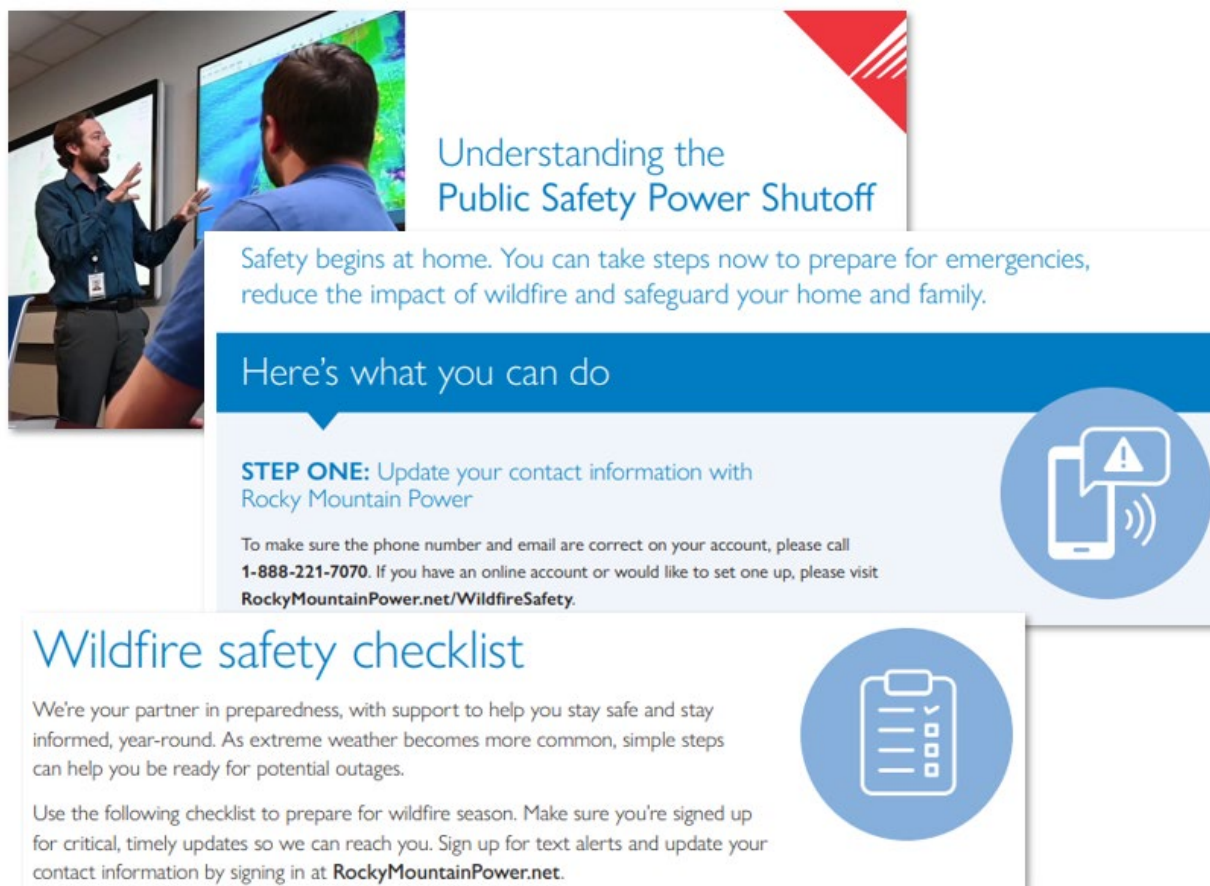 Understanding the
Public Safety Power Shutoff
Safety begins at home. You can take steps now to prepare for emergencies,
reduce the impact of wildfire and safeguard your home and family.
Here’s what you can do
STEP ONE: Update your contact information with
Rocky Mountain Power
To make sure the phone number and email are correct on your account, please call
1-888-221-7070. If you have an online account or would like to set one up, please visit
RockyMountainPower.net/WildfireSafety.
Wildfire safety checklist
We’re your partner in preparedness, with support to help you stay safe and stay
informed, year-round. As extreme weather becomes more common, simple steps
can help you be ready for potential outages.
Use the following checklist to prepare for wildfire season. Make sure you’re signed up
for critical, timely updates so we can reach you. Sign up for text alerts and update your
contact information by signing in at RockyMountainPower.net.